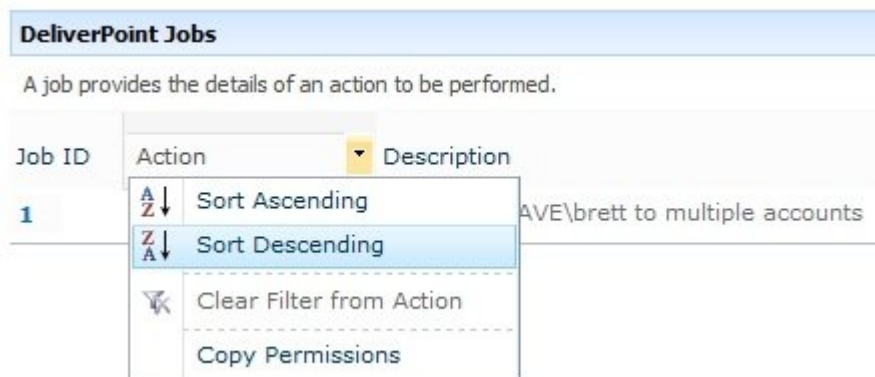 DeliverPoint Jobs
A job provides the details of an action to be performed.
Job ID Action Description
1 AVE\brett to multiple accounts
Sort Ascending
Sort Descending
Clear Filter from Action
Copy Permissions